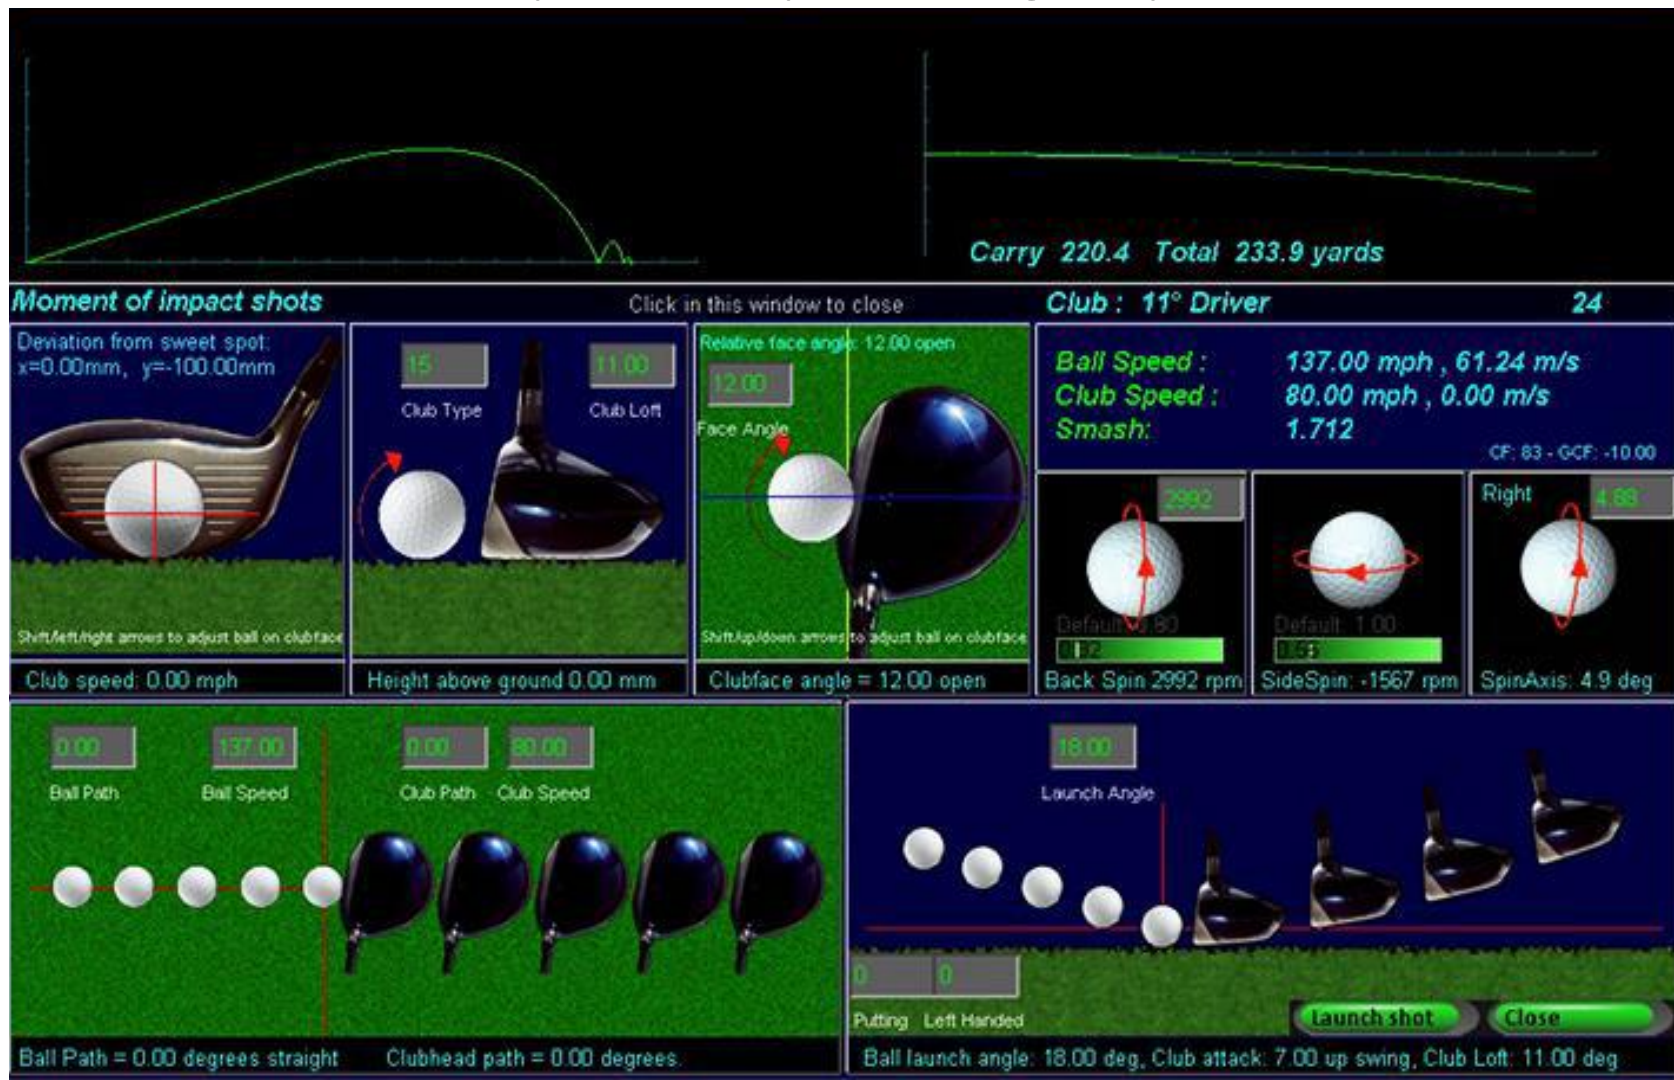 Carry 220.4 Total 233.9 yards
Moment of impact shots
Click in this window to close
Club : 11° Driver
24
Deviation from sweet spot:
x=0.00mm, y=-100.00mm
Shift/left/right arrows to adjust ball on clubface
Club speed: 0.00 mph
15
Club Type
11.00
Club Loft
Height above ground 0.00 mm
Relative face angle: 12.00 open
12.00
Face Angle
Shift/up/down arrows to adjust ball on clubface
Clubface angle = 12.00 open
Ball Speed : 137.00 mph , 61.24 m/s
Club Speed : 80.00 mph , 0.00 m/s
Smash: 1.712
CF: 83 - GCF: -10.00
2992
Back Spin 2992 rpm
Default: 1.00
SideSpin: -1567 rpm
Right
4.88
SpinAxis: 4.9 deg
0.00
Ball Path
137.00
Ball Speed
0.00
Club Path
80.00
Club Speed
Ball Path = 0.00 degrees straight
Clubhead path = 0.00 degrees.
18.00
Launch Angle
0
Putting
0
Left Handed
Launch shot
Close
Ball launch angle: 18.00 deg, Club attack: 7.00 up swing, Club Loft: 11.00 deg